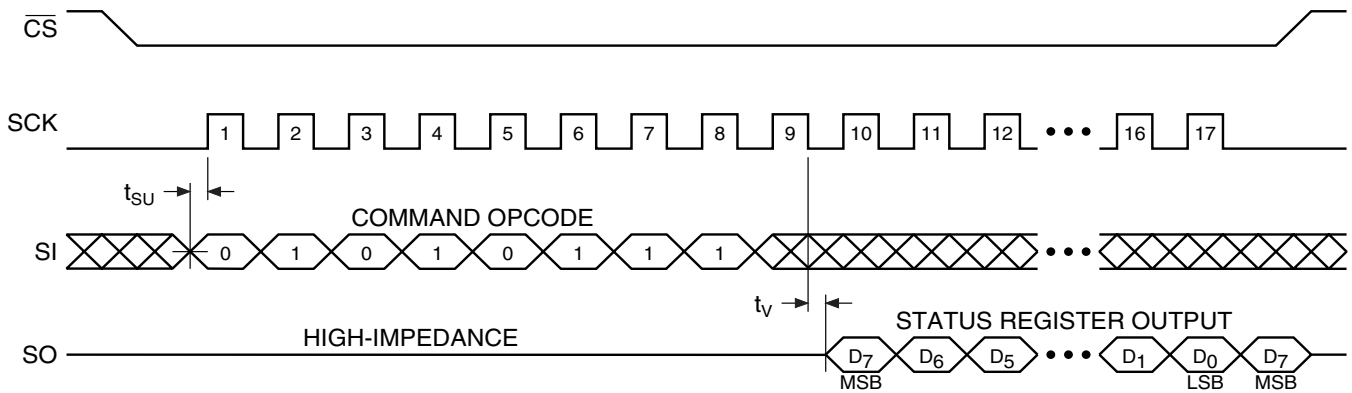 CS
SCK 1 2 3 4 5 6 7 8 9 10 11 12 ••• 16 17
tSU
COMMAND OPCODE
SI 0 1 0 1 0 1 1 1 •••
tV
HIGH-IMPEDANCE STATUS REGISTER OUTPUT
SO D7 D6 D5 ••• D1 D0 D7
MSB LSB MSB